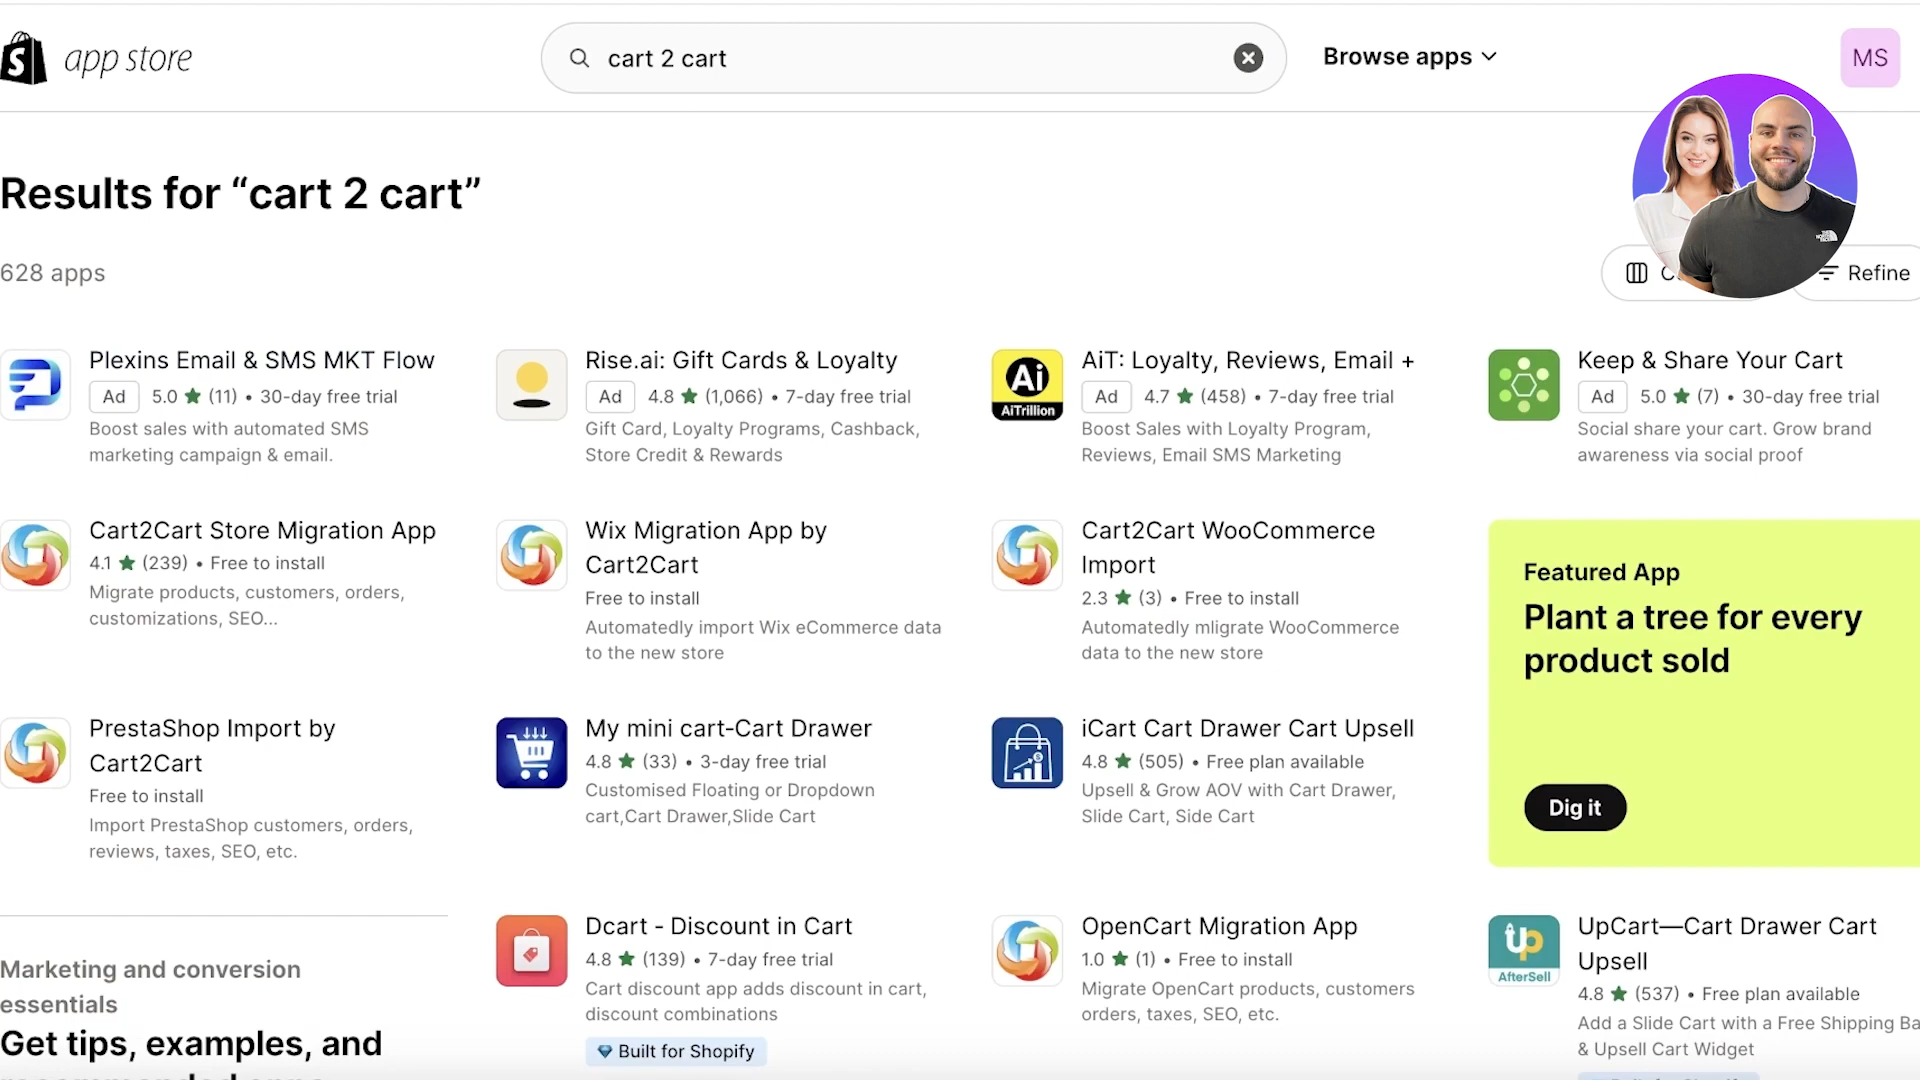 app store
cart 2 cart
Browse apps
MS
Results for “cart 2 cart”
628 apps
Refine
Plexins Email & SMS MKT Flow
Ad 5.0 (11) • 30-day free trial
Boost sales with automated SMS
marketing campaign & email.
Rise.ai: Gift Cards & Loyalty
Ad 4.8 (1,066) • 7-day free trial
Gift Card, Loyalty Programs, Cashback,
Store Credit & Rewards
Ai
AiTrillion
AiT: Loyalty, Reviews, Email +
Ad 4.7 (458) • 7-day free trial
Boost Sales with Loyalty Program,
Reviews, Email SMS Marketing
Keep & Share Your Cart
Ad 5.0 (7) • 30-day free trial
Social share your cart. Grow brand
awareness via social proof
Cart2Cart Store Migration App
4.1 (239) • Free to install
Migrate products, customers, orders,
customizations, SEO...
Wix Migration App by
Cart2Cart
Free to install
Automatedly import Wix eCommerce data
to the new store
Cart2Cart WooCommerce
Import
2.3 (3) • Free to install
Automatedly mligrate WooCommerce
data to the new store
Featured App
Plant a tree for every
product sold
Dig it
PrestaShop Import by
Cart2Cart
Free to install
Import PrestaShop customers, orders,
reviews, taxes, SEO, etc.
My mini cart-Cart Drawer
4.8 (33) • 3-day free trial
Customised Floating or Dropdown
cart,Cart Drawer,Slide Cart
iCart Cart Drawer Cart Upsell
4.8 (505) • Free plan available
Upsell & Grow AOV with Cart Drawer,
Slide Cart, Side Cart
Marketing and conversion
essentials
Get tips, examples, and
Dcart - Discount in Cart
4.8 (139) • 7-day free trial
Cart discount app adds discount in cart,
discount combinations
Built for Shopify
OpenCart Migration App
1.0 (1) • Free to install
Migrate OpenCart products, customers
orders, taxes, SEO, etc.
up
AfterSell
UpCart—Cart Drawer Cart
Upsell
4.8 (537) • Free plan available
Add a Slide Cart with a Free Shipping Ba
& Upsell Cart Widget